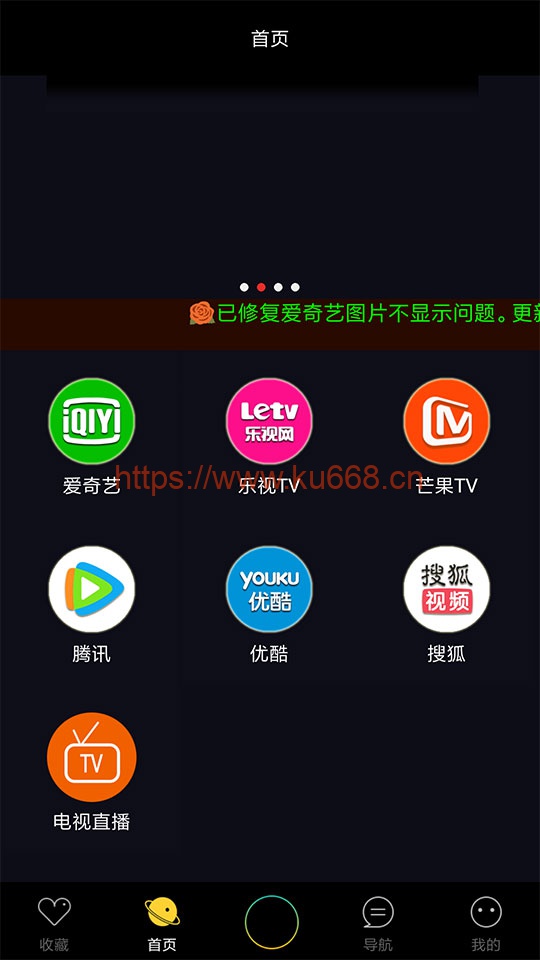 首页
已修复爱奇艺图片不显示问题。更新
iQIYI
Letv
乐视网
爱奇艺
乐视TV
芒果TV
https://www.ku668.cn
YOUKU
优酷
搜狐
视频
腾讯
优酷
搜狐
TV
电视直播
收藏
首页
导航
我的